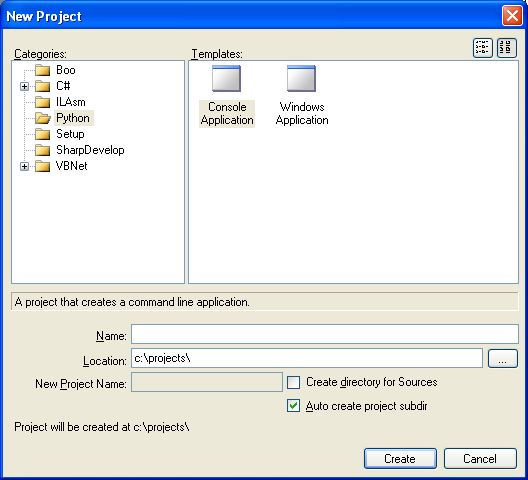 New Project
Categories:
Templates:
Boo
C#
ILAsm
Python
Setup
SharpDevelop
VBNet
Console
Application
Windows
Application
A project that creates a command line application.
Name:
Location: c:\projects\ ...
New Project Name: Create directory for Sources
Auto create project subdir
Project will be created at c:\projects\
Create Cancel